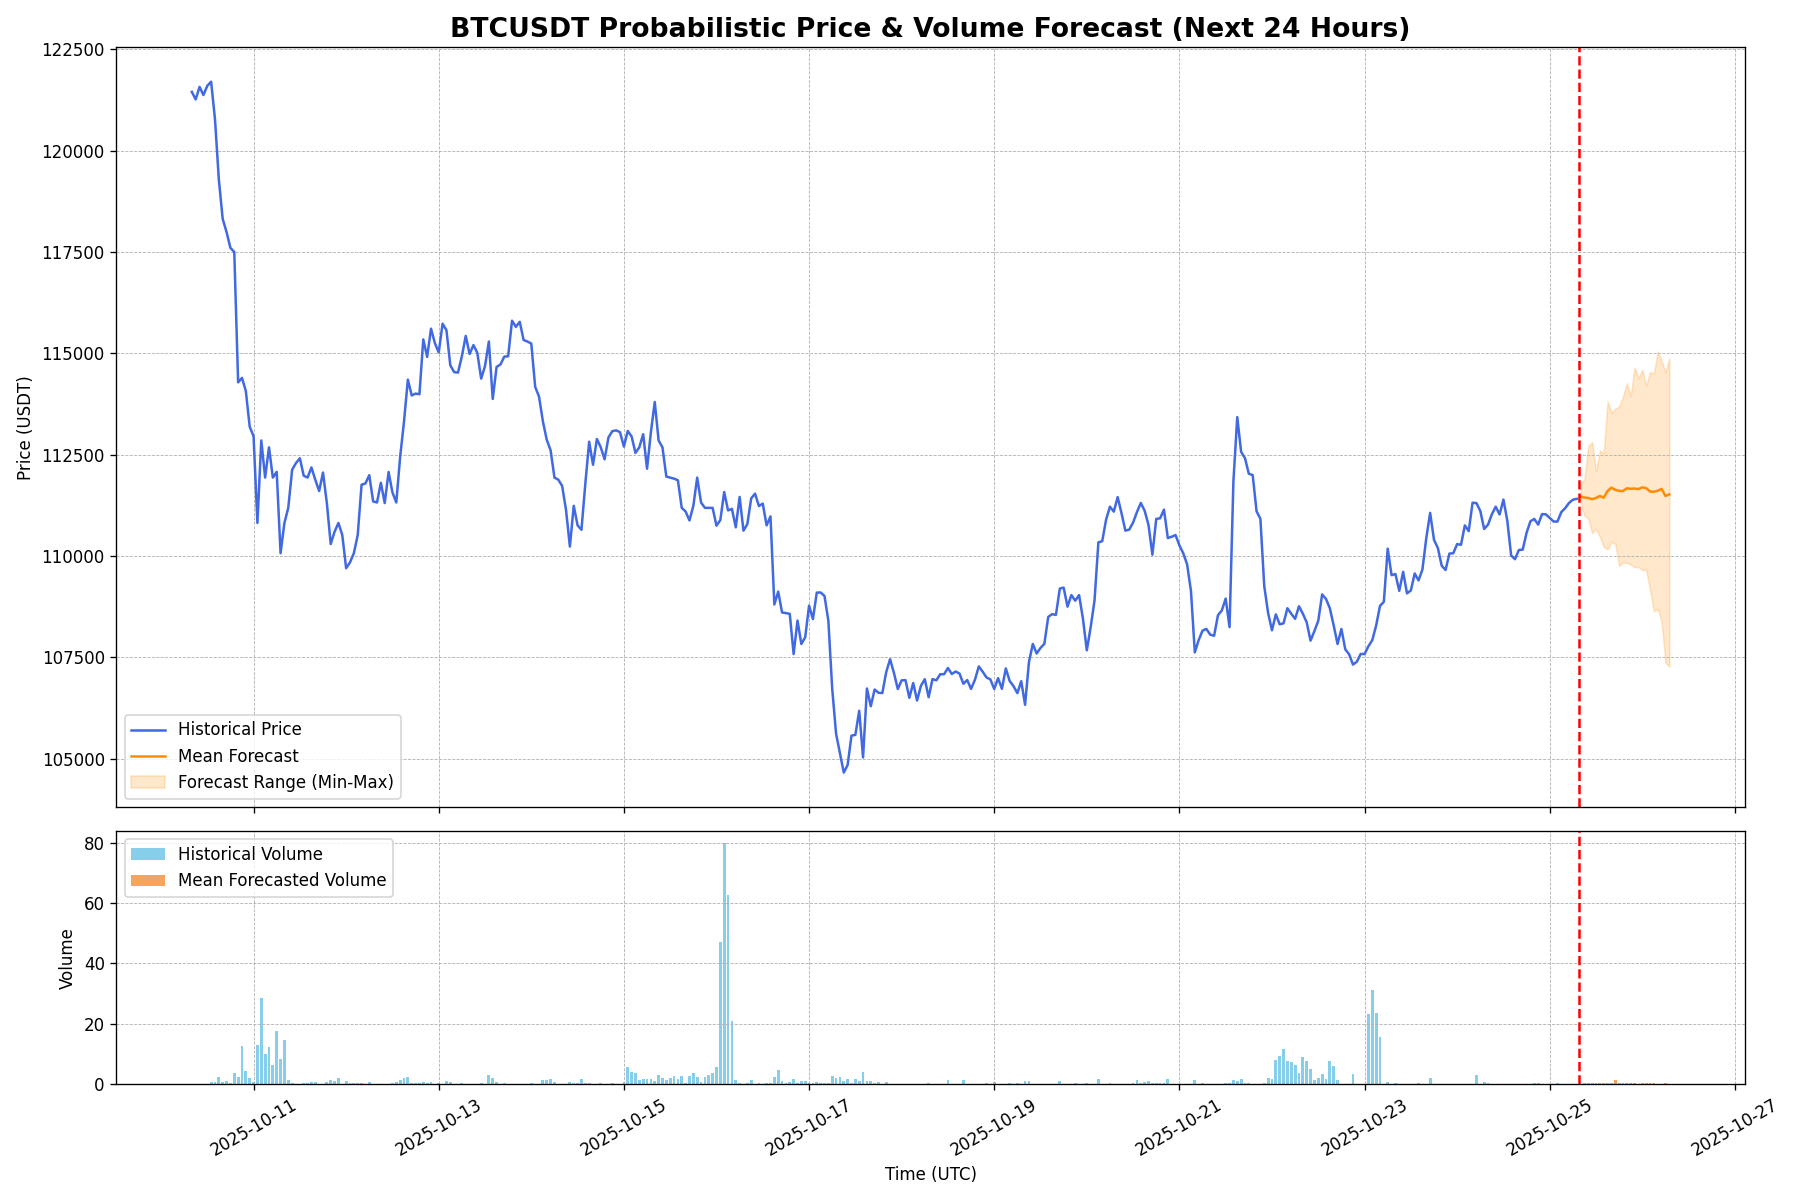 BTCUSDT Probabilistic Price & Volume Forecast (Next 24 Hours)
122500
120000
117500
115000
112500
110000
107500
105000
Price (USDT)
Historical Price
Mean Forecast
Forecast Range (Min-Max)
80
60
40
20
0
Volume
Historical Volume
Mean Forecasted Volume
2025-10-11
2025-10-13
2025-10-15
2025-10-17
2025-10-19
2025-10-21
2025-10-23
2025-10-25
2025-10-27
Time (UTC)